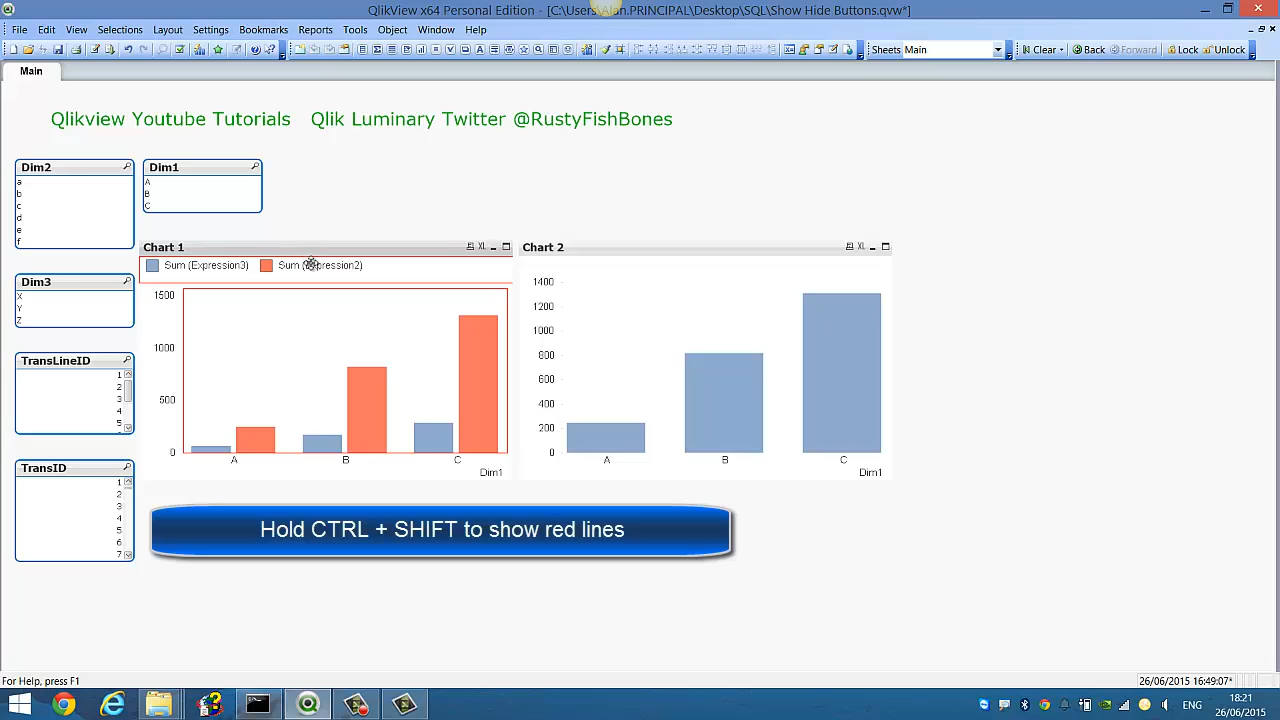 QlikView x64 Personal Edition - [C:\Users\Alan.PRINCIPAL\Desktop\SQL\Show Hide Buttons.qvw*]
File Edit View Selections Layout Settings Bookmarks Reports Tools Object Window Help
Sheets Main Clear Back Forward Lock Unlock
Main
Qlikview Youtube Tutorials Qlik Luminary Twitter @RustyFishBones
Dim2
a
b
c
d
e
f
Dim1
A
B
C
Dim3
X
Y
Z
TransLineID
1
2
3
4
5
TransID
1
2
3
4
5
6
7
Chart 1
XL
Sum (Expression3) Sum (Expression2)
1500
1000
500
0
A B C
Dim1
Chart 2
XL
1400
1200
1000
800
600
400
200
0
A B C
Dim1
Hold CTRL + SHIFT to show red lines
For Help, press F1
26/06/2015 16:49:07*
ENG
18:21
26/06/2015